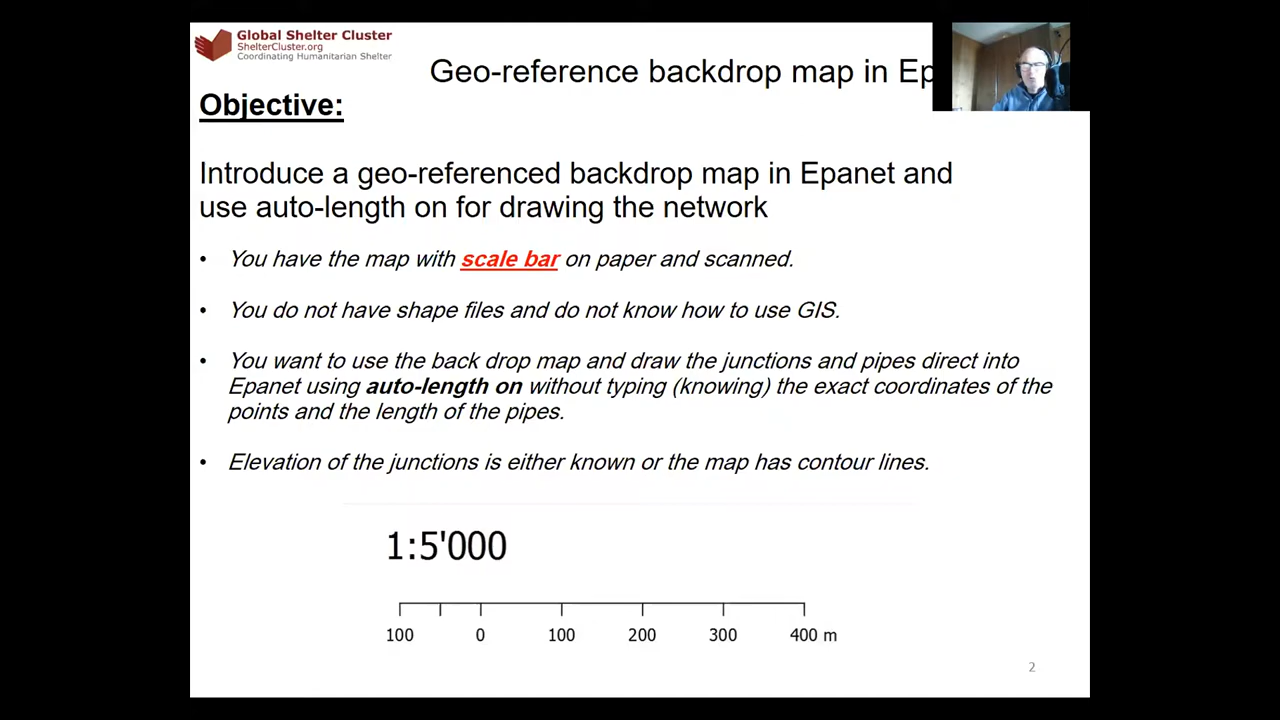 Global Shelter Cluster
ShelterCluster.org
Coordinating Humanitarian Shelter
Geo-reference backdrop map in Ep
Objective:
Introduce a geo-referenced backdrop map in Epanet and
use auto-length on for drawing the network
• You have the map with scale bar on paper and scanned.
• You do not have shape files and do not know how to use GIS.
• You want to use the back drop map and draw the junctions and pipes direct into
Epanet using auto-length on without typing (knowing) the exact coordinates of the
points and the length of the pipes.
• Elevation of the junctions is either known or the map has contour lines.
1:5'000
100 0 100 200 300 400 m
2